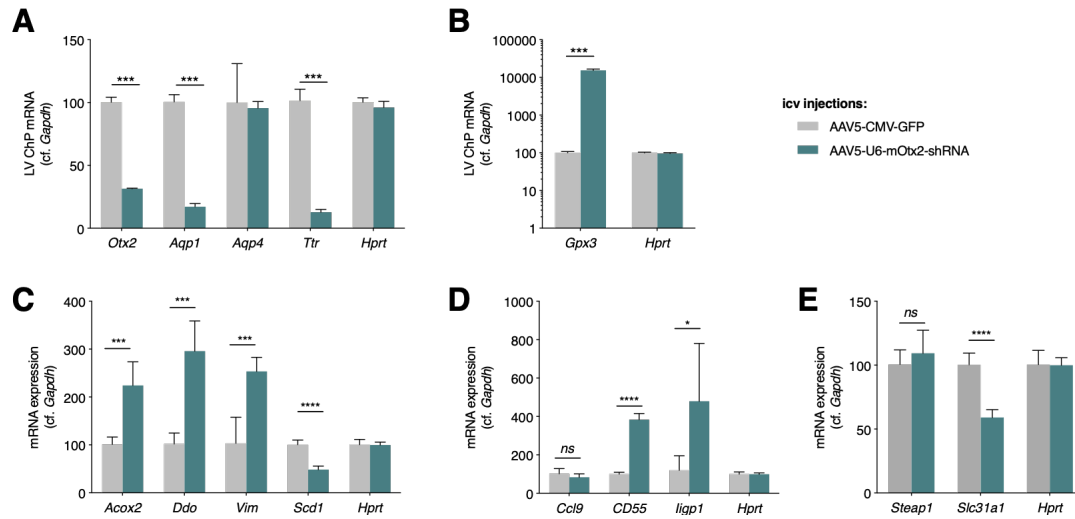 A
LV ChP mRNA
(cf. Gapdh)
150
100
50
0
***
***
***
Otx2
Aqp1
Aqp4
Ttr
Hprt
B
LV ChP mRNA
(cf. Gapdh)
100000
10000
1000
100
10
1
***
Gpx3
Hprt
icv injections:
AAV5-CMV-GFP
AAV5-U6-mOtx2-shRNA
C
mRNA expression
(cf. Gapdh)
400
300
200
100
0
***
***
***
****
Acox2
Ddo
Vim
Scd1
Hprt
D
mRNA expression
(cf. Gapdh)
1000
800
600
400
200
0
ns
****
*
Ccl9
CD55
Iigp1
Hprt
E
mRNA expression
(cf. Gapdh)
150
100
50
0
ns
****
Steap1
Slc31a1
Hprt